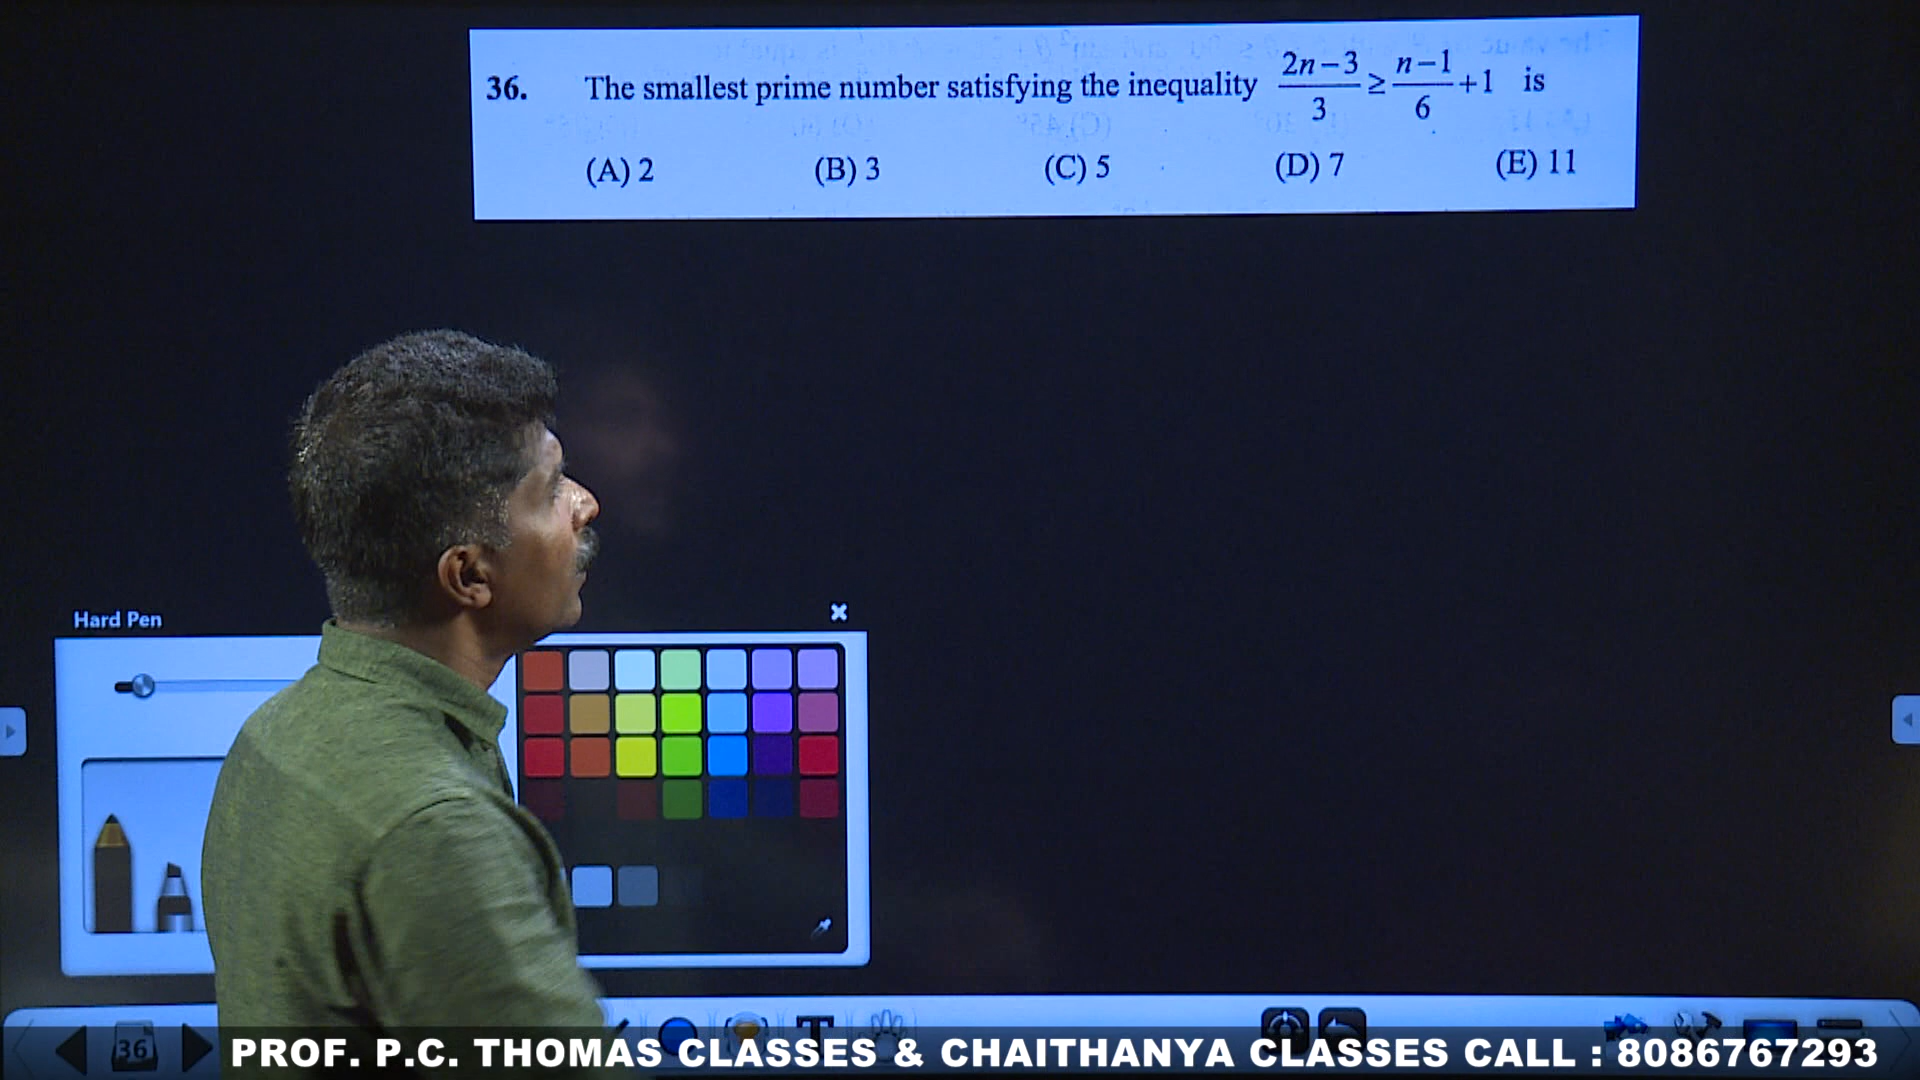 36. The smallest prime number satisfying the inequality (2n-3)/3 ≥ (n-1)/6 +1 is
(A) 2 (B) 3 (C) 5 (D) 7 (E) 11
Hard Pen
36
T
PROF. P.C. THOMAS CLASSES & CHAITHANYA CLASSES CALL : 8086767293